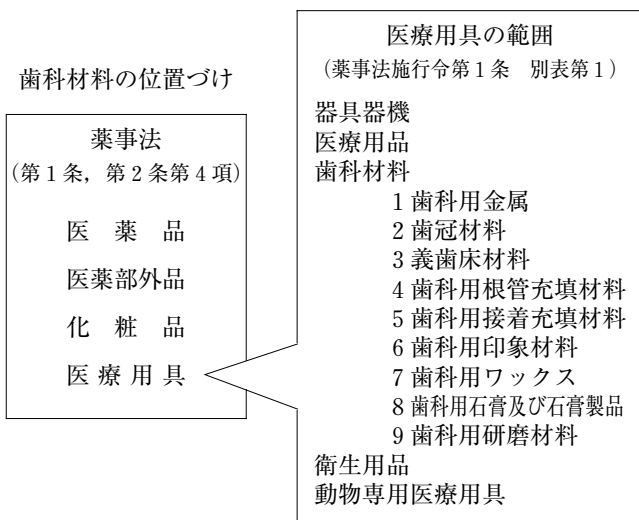 歯科材料の位置づけ
薬事法
(第1条，第2条第4項)
医薬品
医薬部外品
化粧品
医療用具
医療用具の範囲
(薬事法施行令第1条　別表第1)
器具器機
医療用品
歯科材料
1 歯科用金属
2 歯冠材料
3 義歯床材料
4 歯科用根管充填材料
5 歯科用接着充填材料
6 歯科用印象材料
7 歯科用ワックス
8 歯科用石膏及び石膏製品
9 歯科用研磨材料
衛生用品
動物専用医療用具